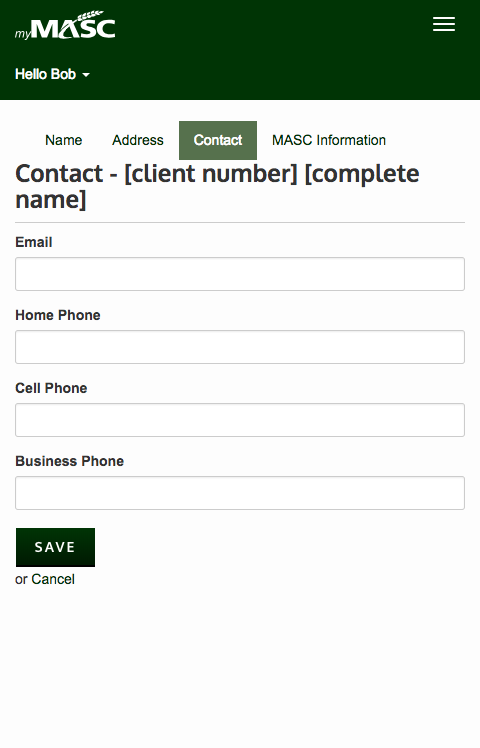 myMASC
Hello Bob
Name Address Contact MASC Information
Contact - [client number] [complete
name]
Email
Home Phone
Cell Phone
Business Phone
SAVE
or Cancel